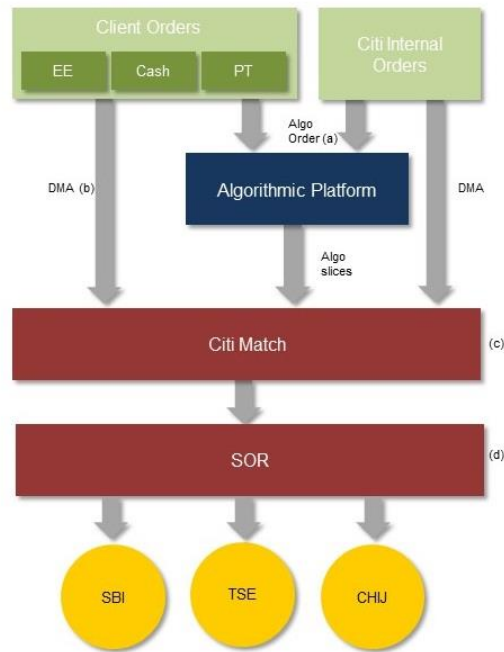 Client Orders
EE
Cash
PT
Citi Internal
Orders
Algo
Order (a)
DMA (b)
Algorithmic Platform
DMA
Algo
slices
Citi Match
(c)
SOR
(d)
SBI
TSE
CHIJ